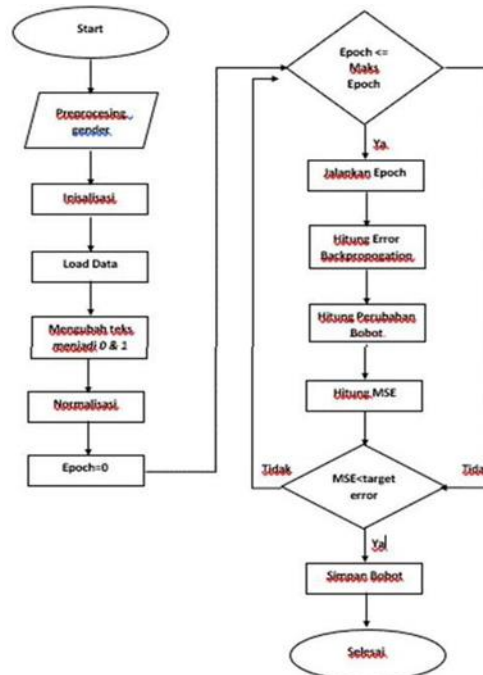 Start
Preprocesing
gender
Inisalisasi
Load Data
Mengubah teks
menjadi 0 & 1
Normalisasi
Epoch=0
Epoch <=
Maks
Epoch
Ya
Jalankan Epoch
Hitung Error
Backpropogation
Hitung Perubahan
Bobot
Hitung MSE
Tidak
MSE<target
error
Tida
Ya
Simpan Bobot
Selesai